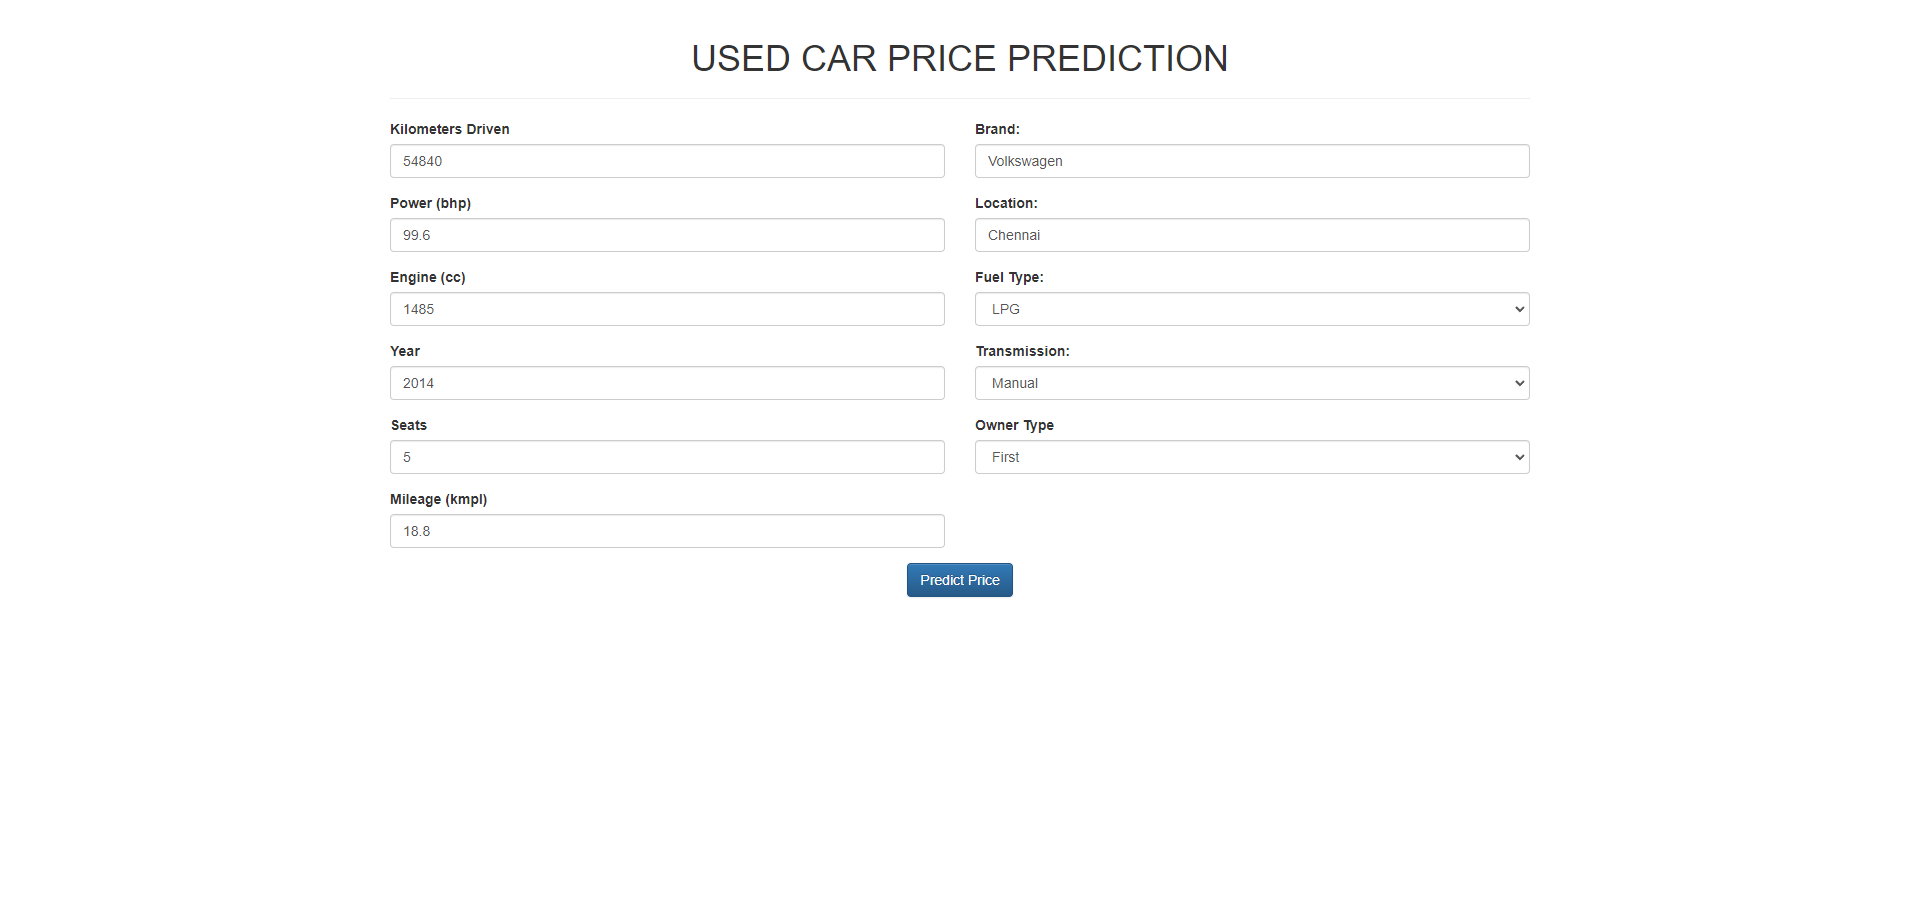 USED CAR PRICE PREDICTION
Kilometers Driven
54840
Brand:
Volkswagen
Power (bhp)
99.6
Location:
Chennai
Engine (cc)
1485
Fuel Type:
LPG
Year
2014
Transmission:
Manual
Seats
5
Owner Type
First
Mileage (kmpl)
18.8
Predict Price